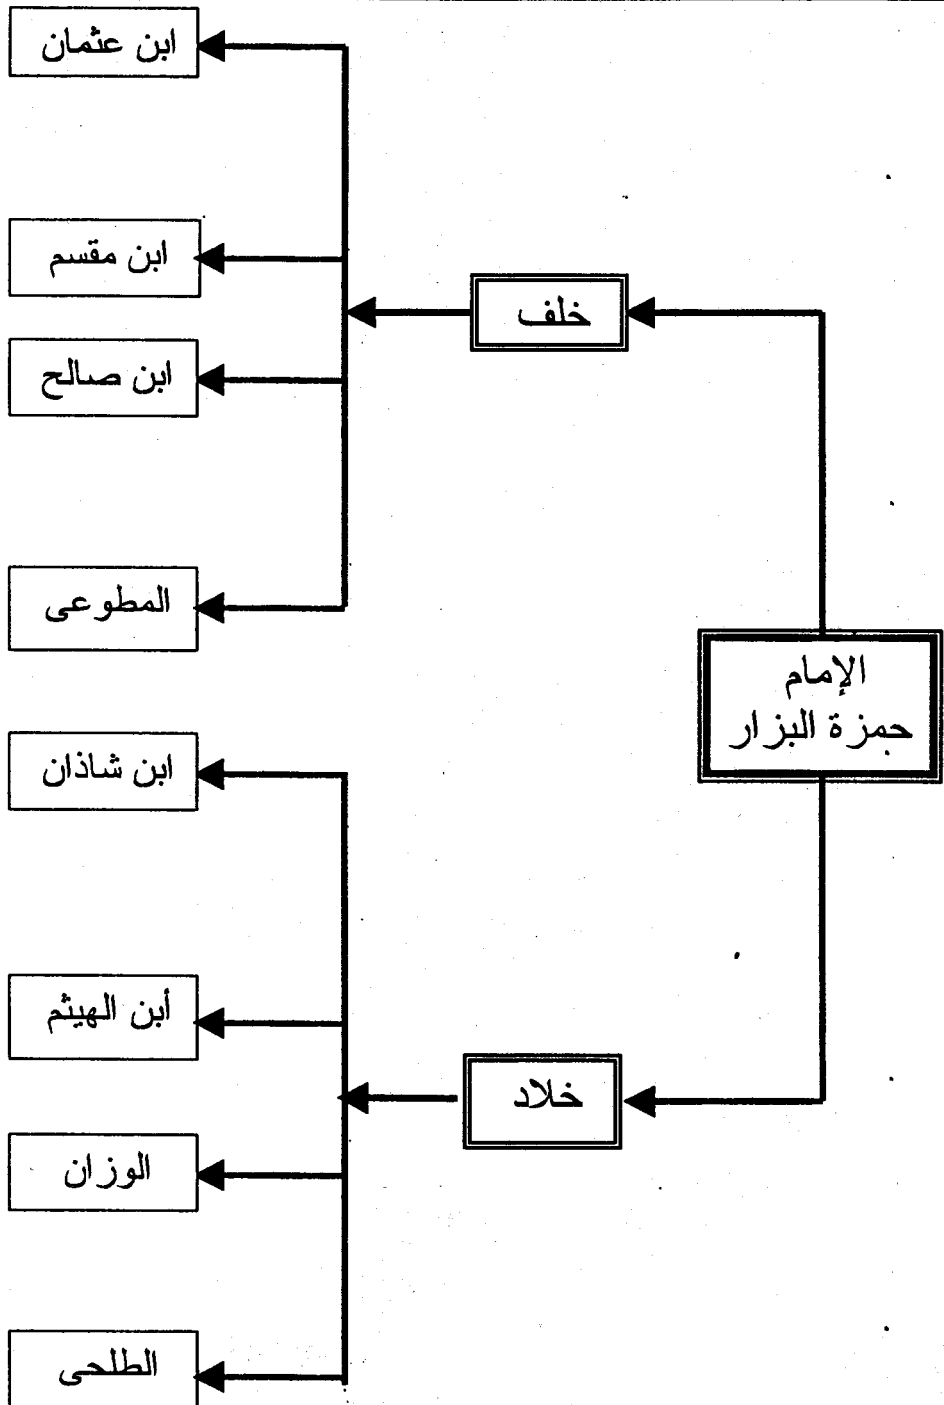 الإمام
حمزة البزار
خلف
ابن عثمان
ابن مقسم
ابن صالح
المطوعى
خلاد
ابن شاذان
أبن الهيثم
الوزان
الطلحى